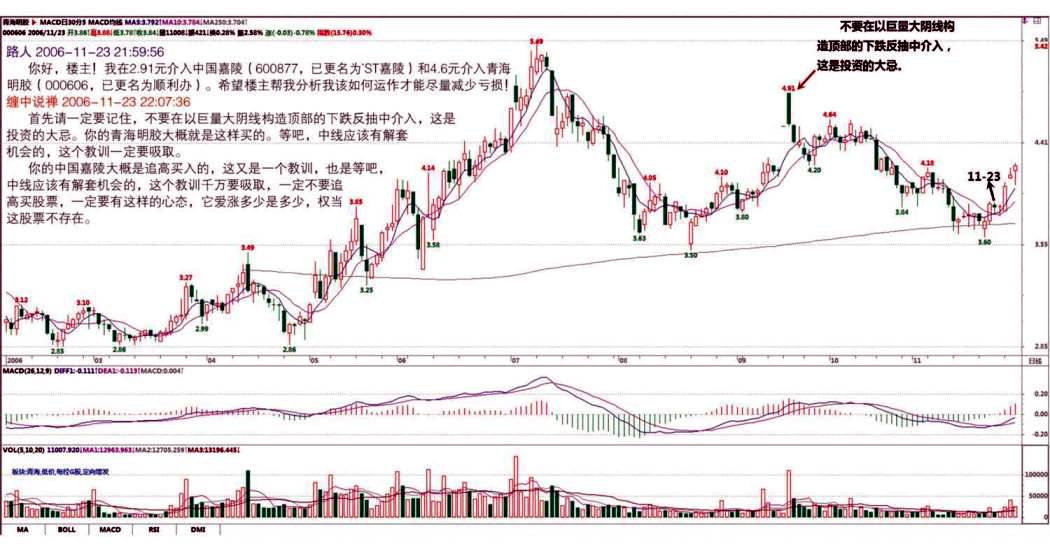 青海明胶 MACD日30分5 MACD均线 MA5:3.792↑MA10:3.784↓MA250:3.704↑
000606 2006/11/23 开3.86 高3.88 低3.78 收3.84 量11008 额421 换0.28% 幅2.58% 涨(-0.03) -0.78% 指数(15.76)0.30%
不要在以巨量大阴线构
造顶部的下跌反抽中介入，
这是投资的大忌。
路人 2006-11-23 21:59:56
你好，楼主！我在2.91元介入中国嘉陵（600877，已更名为*ST嘉陵）和4.6元介入青海
明胶（000606，已更名为顺利办）。希望楼主帮我分析我该如何运作才能尽量减少亏损！
缠中说禅 2006-11-23 22:07:36
首先请一定要记住，不要在以巨量大阴线构造顶部的下跌反抽中介入，这是
投资的大忌。你的青海明胶大概就是这样买的。等吧，中线应该有解套
机会的，这个教训一定要吸取。
你的中国嘉陵大概是追高买入的，这又是一个教训，也是等吧，
中线应该有解套机会的，这个教训千万要吸取，一定不要追
高买股票，一定要有这样的心态，它爱涨多少是多少，权当
这股票不存在。
5.49
5.42
4.41
3.55
2.85
5.49
4.91
4.64
4.20
4.14
4.05
4.10
4.10
11-23
3.84
3.80
3.65
3.63
3.60
3.58
3.50
3.49
3.25
3.27
2.99
3.12
3.10
2.83
2.86
2.86
2006 03 04 05 06 07 08 09 10 11 日线
MACD(26,12,9) DIFF1:-0.111↑DEA1:-0.113↑MACD:0.004↑
0.20
0.00
-0.20
VOL(5,10,20) 11007.920↓MA1:12963.963↓MA2:12705.259↑MA3:13196.445↓
板块:青海,低价,每经G股,定向增发
100000
50000
0
MA BOLL MACD RSI DMI